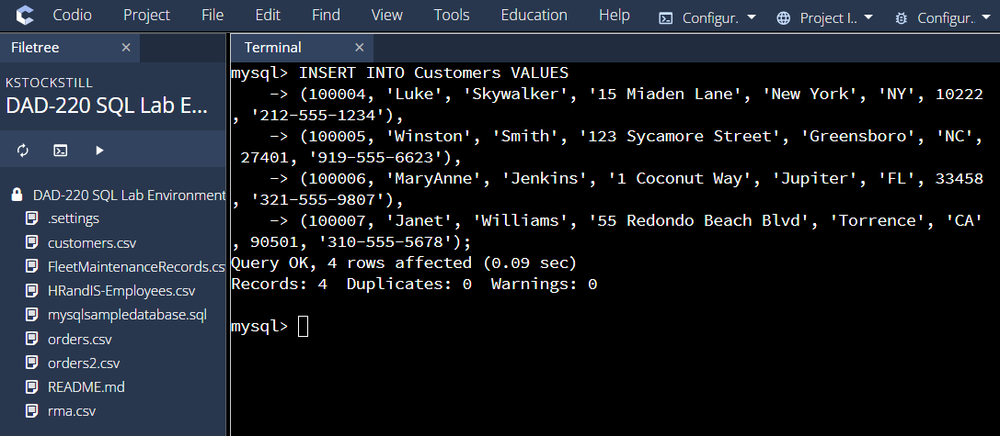 Codio Project File Edit Find View Tools Education Help Configur. Project I.. Configur..
Filetree ×
Terminal ×
KSTOCKSTILL
DAD-220 SQL Lab E...
DAD-220 SQL Lab Environment
.settings
customers.csv
FleetMaintenanceRecords.cs
HRandIS-Employees.csv
mysqlsampledatabase.sql
orders.csv
orders2.csv
README.md
rma.csv
mysql> INSERT INTO Customers VALUES
-> (100004, 'Luke', 'Skywalker', '15 Miaden Lane', 'New York', 'NY', 10222
, '212-555-1234'),
-> (100005, 'Winston', 'Smith', '123 Sycamore Street', 'Greensboro', 'NC',
27401, '919-555-6623'),
-> (100006, 'MaryAnne', 'Jenkins', '1 Coconut Way', 'Jupiter', 'FL', 33458
, '321-555-9807'),
-> (100007, 'Janet', 'Williams', '55 Redondo Beach Blvd', 'Torrence', 'CA'
, 90501, '310-555-5678');
Query OK, 4 rows affected (0.09 sec)
Records: 4  Duplicates: 0  Warnings: 0
mysql>